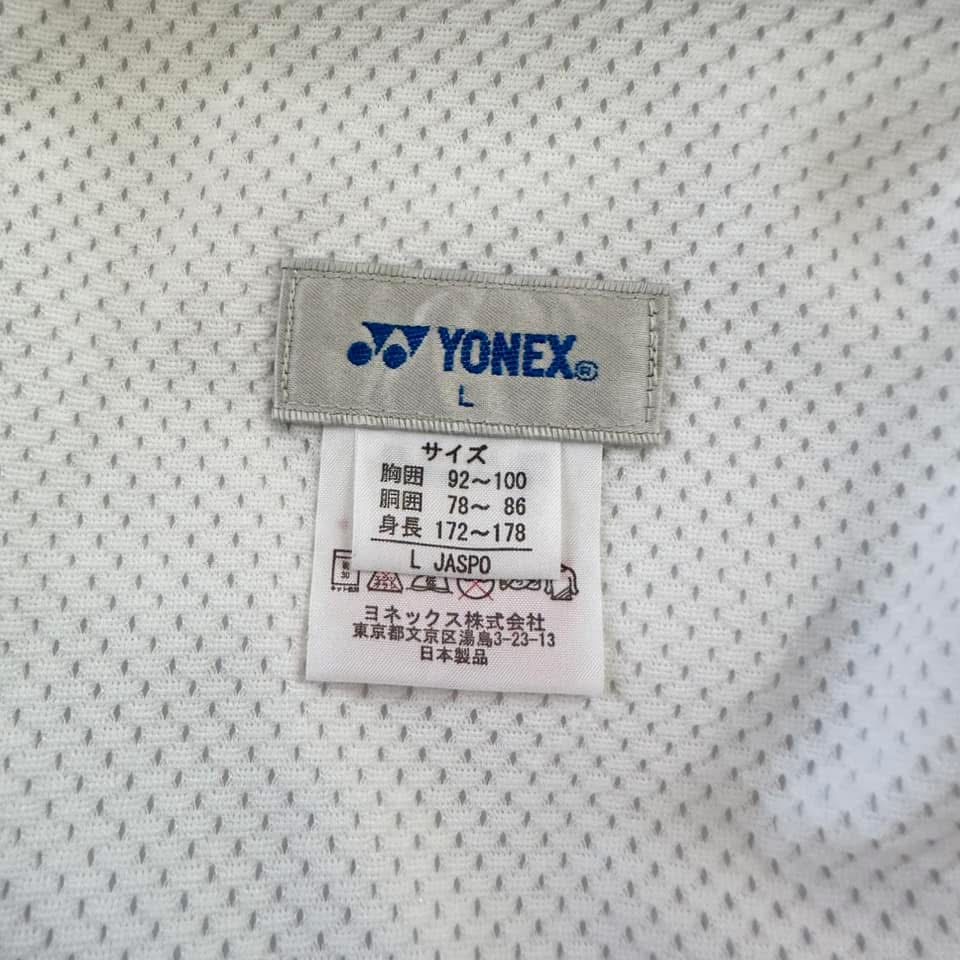 YONEX®
L
サイズ
胸囲 92〜100
胴囲 78〜 86
身長 172〜178
L JASPO
ヨネックス株式会社
東京都文京区湯島3-23-13
日本製品